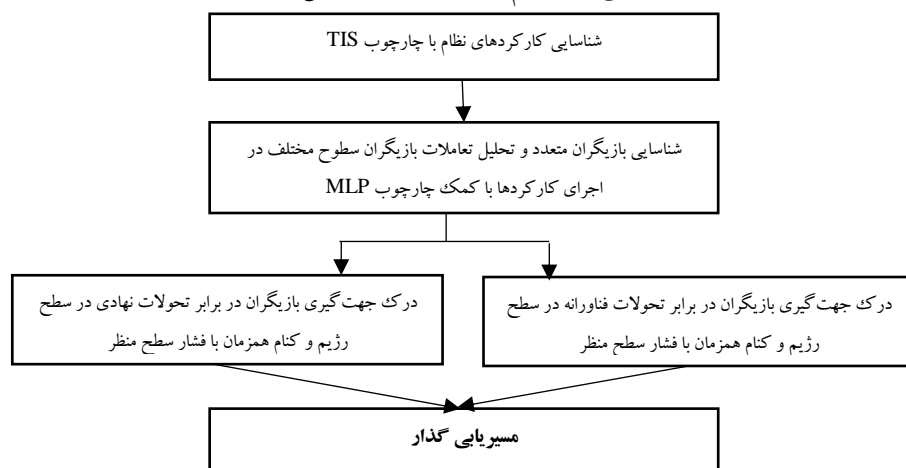 شناسایی کارکردهای نظام با چارچوب TIS
شناسایی بازیگران متعدد و تحلیل تعاملات بازیگران سطوح مختلف در
اجرای کارکردها با کمک چارچوب MLP
درک جهت‌گیری بازیگران در برابر تحولات فناورانه در سطح
رژیم و کنام همزمان با فشار سطح منظر
درک جهت‌گیری بازیگران در برابر تحولات نهادی در سطح
رژیم و کنام همزمان با فشار سطح منظر
مسیریابی گذار